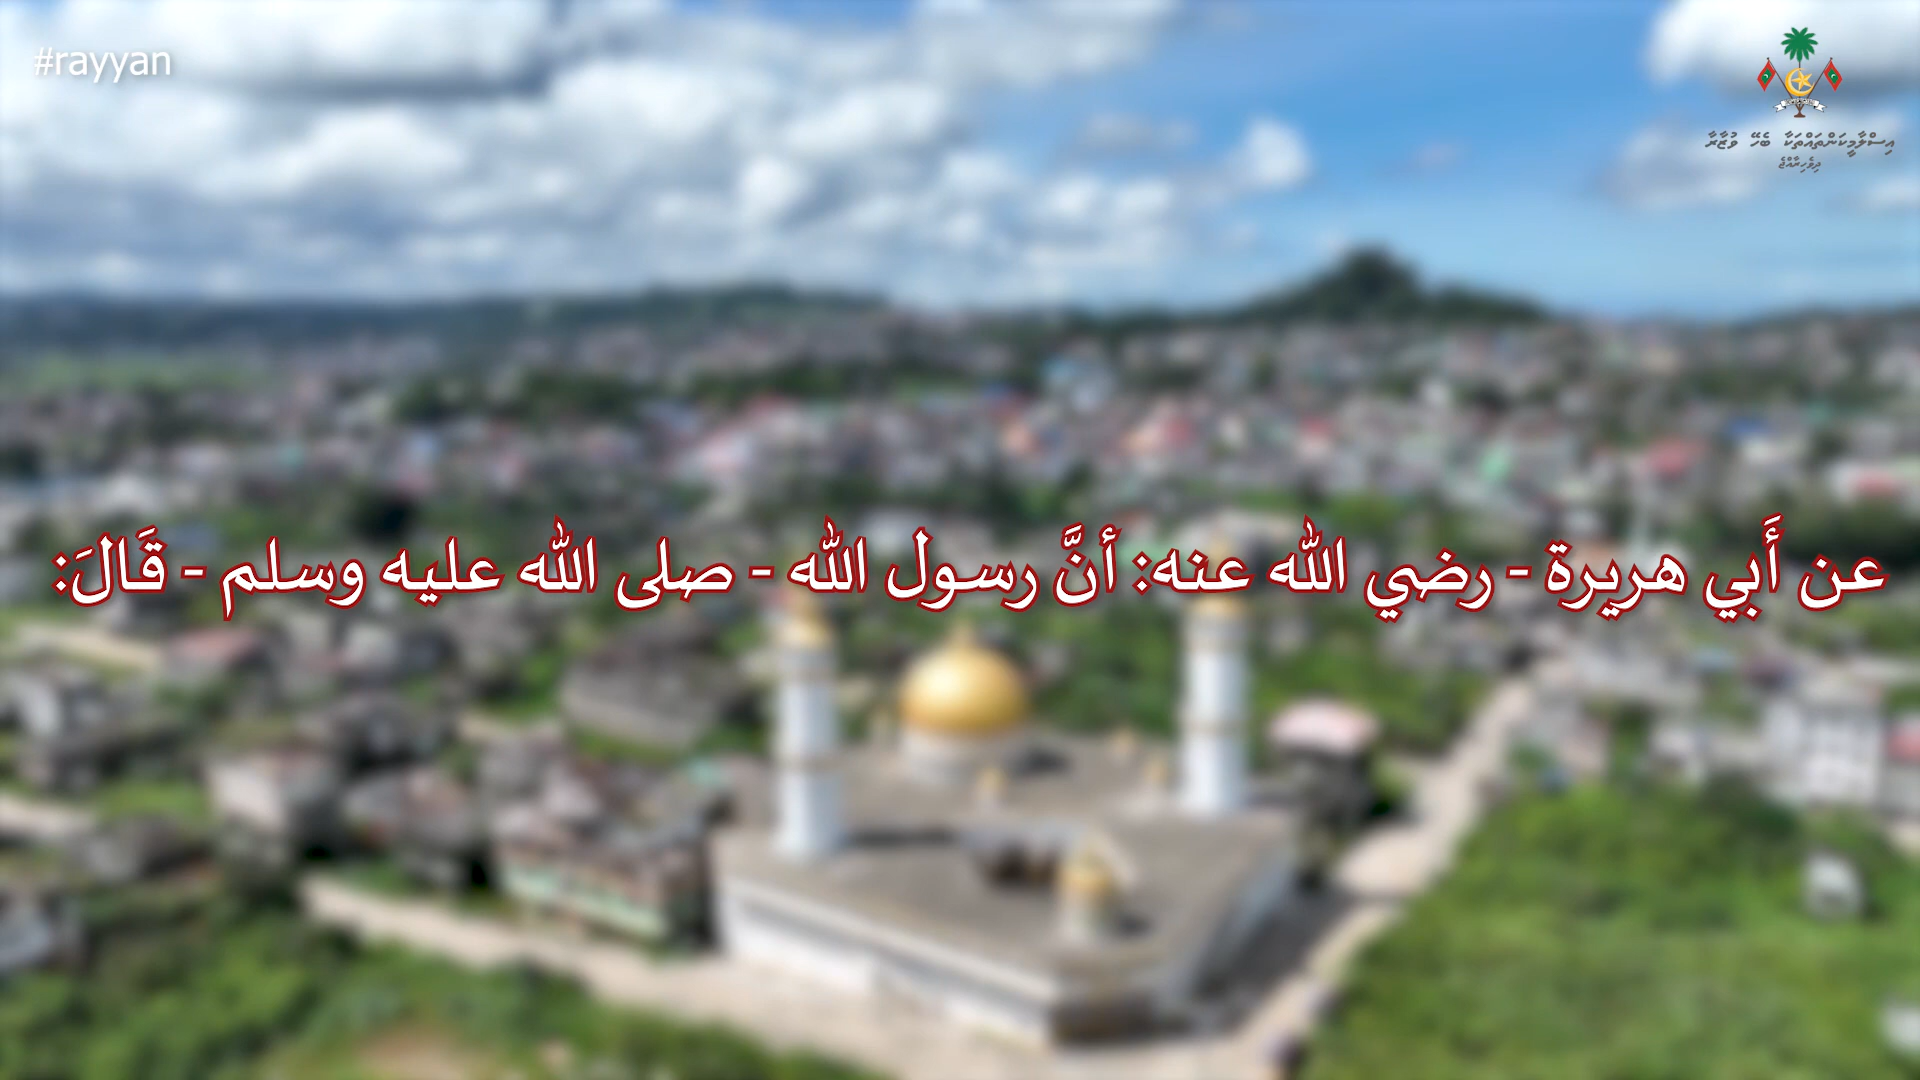 #rayyan
އިސްލާމީކަންތައްތަކާ ބެހޭ ވުޒާރާ
ދިވެހިރާއްޖެ
عن أَبي هريرة - رضي الله عنه: أنَّ رسول الله - صلى الله عليه وسلم - قَالَ: